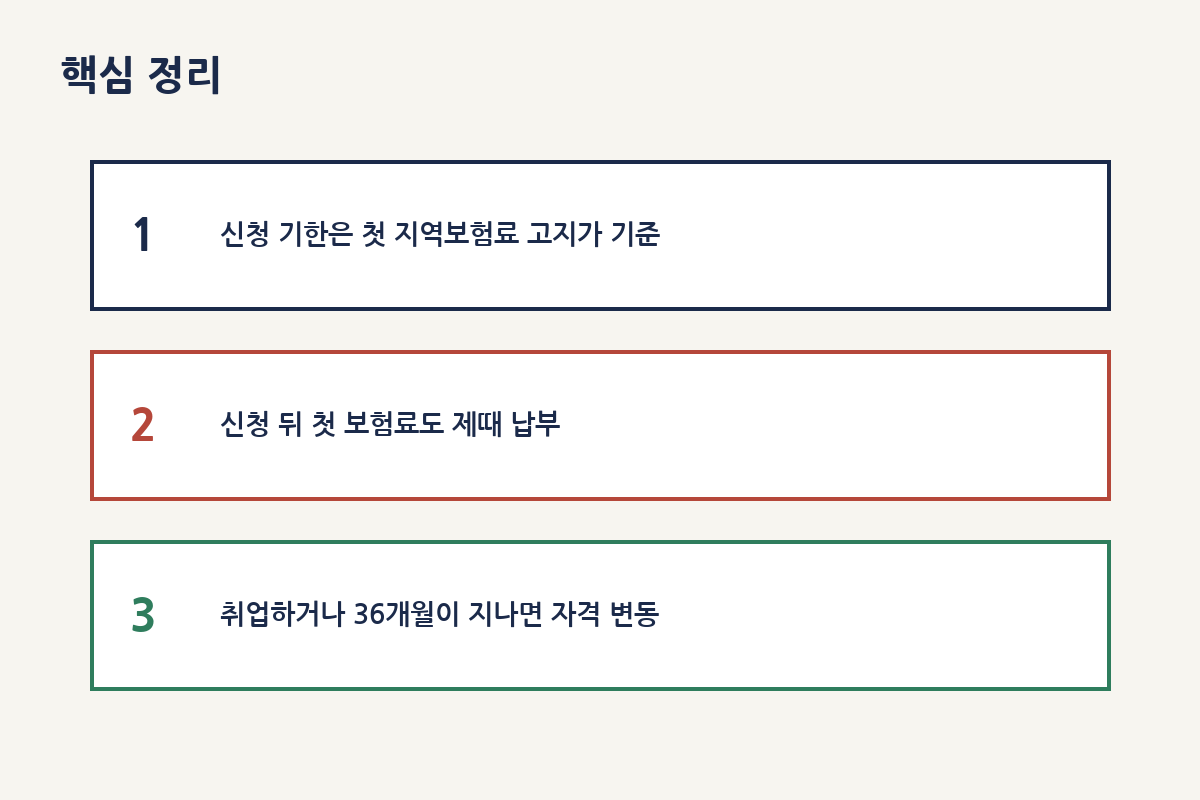 핵심 정리
1 신청 기한은 첫 지역보험료 고지가 기준
2 신청 뒤 첫 보험료도 제때 납부
3 취업하거나 36개월이 지나면 자격 변동